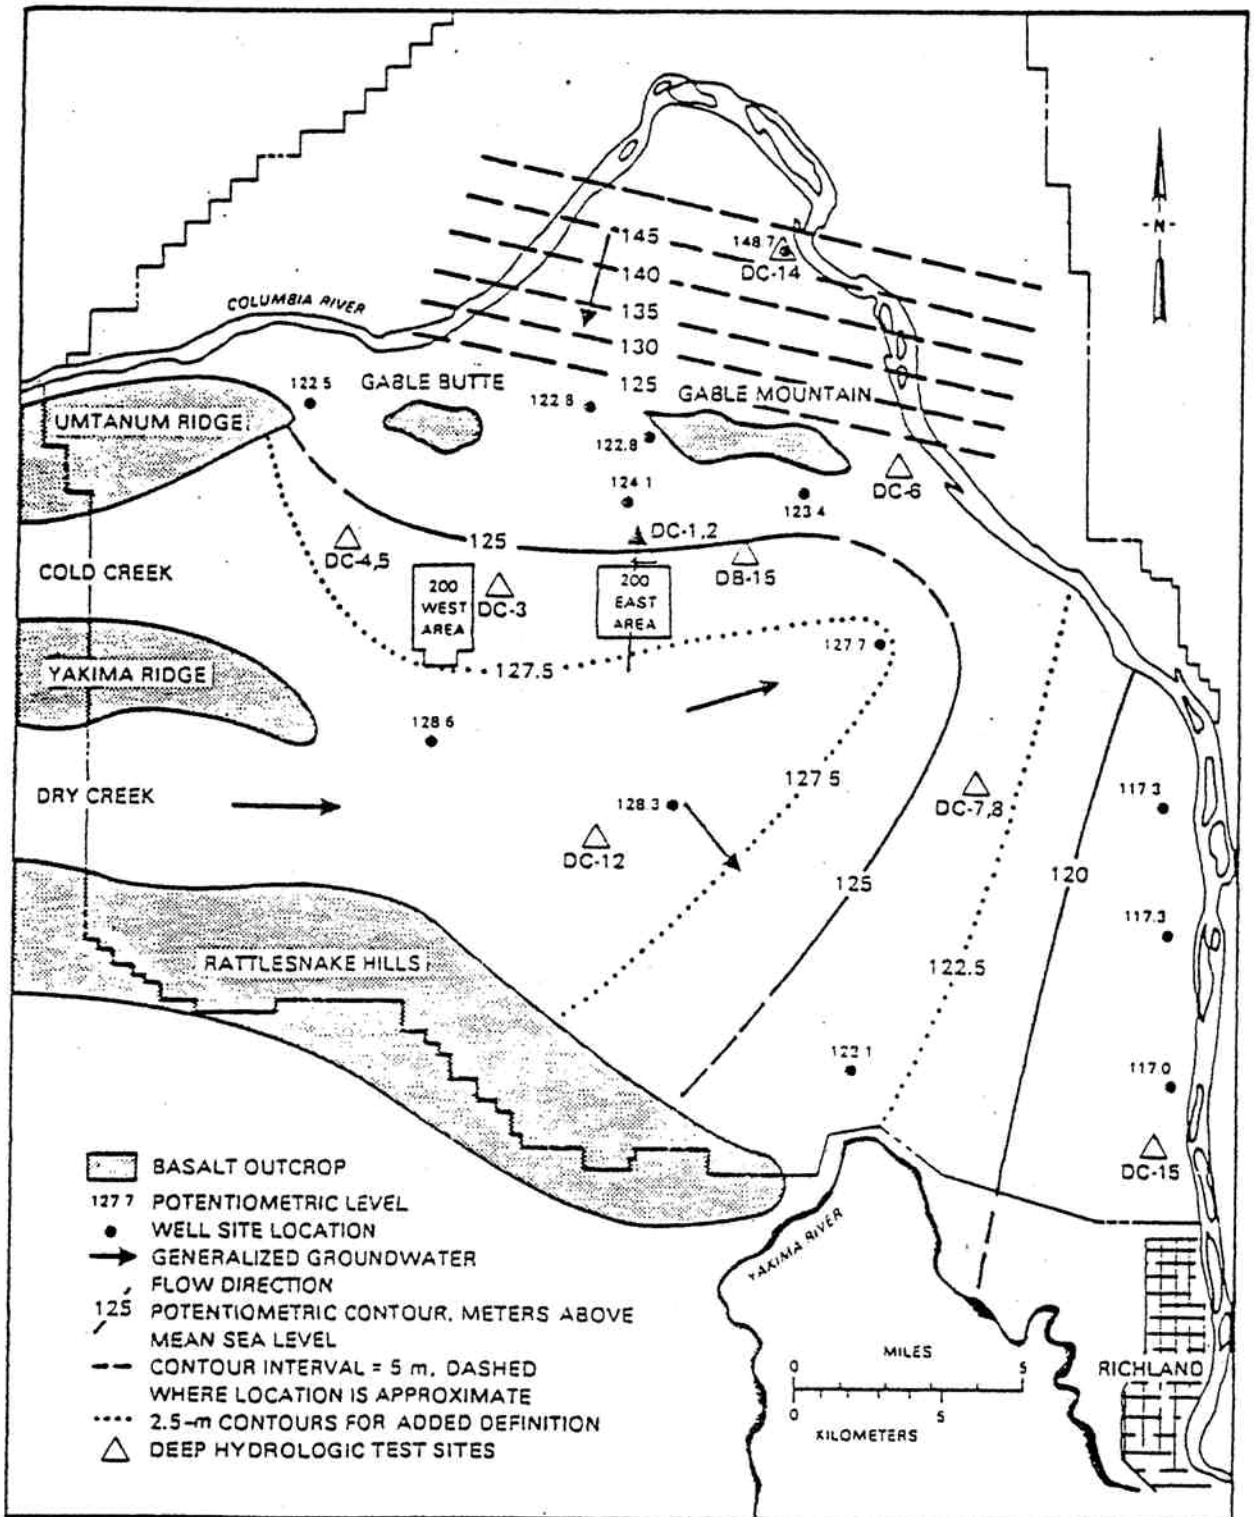 145
148.7
DC-14
140
135
130
125
-N-
COLUMBIA RIVER
122 5
GABLE BUTTE
122 8
GABLE MOUNTAIN
UMTANUM RIDGE
122.8
124 1
123 4
DC-6
DC-4,5
125
DC-1,2
DB-15
COLD CREEK
200
WEST
AREA
DC-3
200
EAST
AREA
127.7
YAKIMA RIDGE
127.5
128 6
DRY CREEK
127 5
128.3
DC-12
DC-7,8
117 3
125
120
117.3
RATTLESNAKE HILLS
122.5
122 1
117.0
DC-15
BASALT OUTCROP
127 7 POTENTIOMETRIC LEVEL
WELL SITE LOCATION
GENERALIZED GROUNDWATER
FLOW DIRECTION
125 POTENTIOMETRIC CONTOUR, METERS ABOVE
MEAN SEA LEVEL
CONTOUR INTERVAL = 5 m, DASHED
WHERE LOCATION IS APPROXIMATE
2.5-m CONTOURS FOR ADDED DEFINITION
DEEP HYDROLOGIC TEST SITES
YAKIMA RIVER
MILES
0 5
0 5
KILOMETERS
RICHLAND